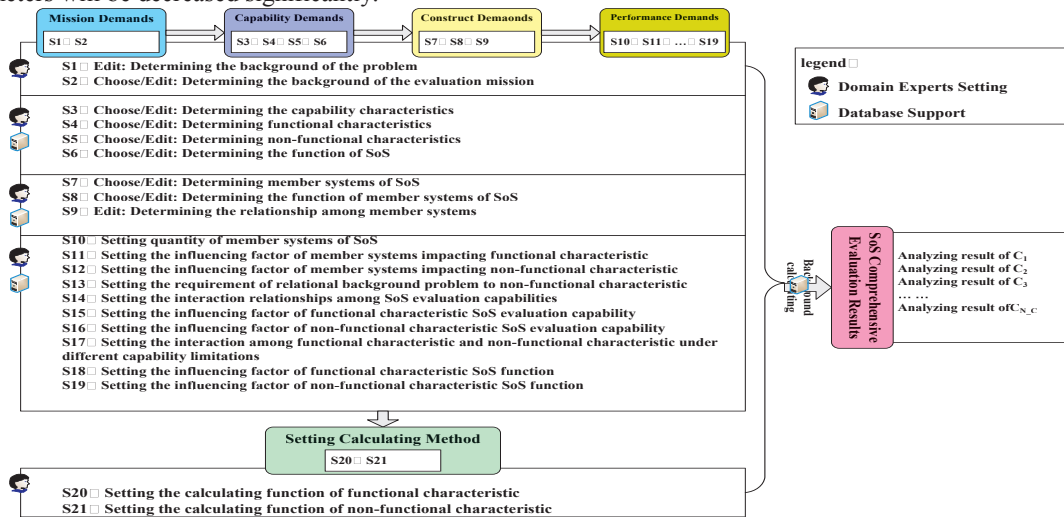 eters will be decreased significantly.
Mission Demands
S1□ S2
Capability Demands
S3□ S4□ S5□ S6
Construct Demaonds
S7□ S8□ S9
Performance Demands
S10□ S11□ …□ S19
S1□ Edit: Determining the background of the problem
S2□ Choose/Edit: Determining the background of the evaluation mission
S3□ Choose/Edit: Determining the capability characteristics
S4□ Choose/Edit: Determining functional characteristics
S5□ Choose/Edit: Determining non-functional characteristics
S6□ Choose/Edit: Determining the function of SoS
S7□ Choose/Edit: Determining member systems of SoS
S8□ Choose/Edit: Determining the function of member systems of SoS
S9□ Edit: Determining the relationship among member systems
S10□ Setting quantity of member systems of SoS
S11□ Setting the influencing factor of member systems impacting functional characteristic
S12□ Setting the influencing factor of member systems impacting non-functional characteristic
S13□ Setting the requirement of relational background problem to non-functional characteristic
S14□ Setting the interaction relationships among SoS evaluation capabilities
S15□ Setting the influencing factor of functional characteristic SoS evaluation capability
S16□ Setting the influencing factor of non-functional characteristic SoS evaluation capability
S17□ Setting the interaction among functional characteristic and non-functional characteristic under
different capability limitations
S18□ Setting the influencing factor of functional characteristic SoS function
S19□ Setting the influencing factor of non-functional characteristic SoS function
Setting Calculating Method
S20□ S21
S20□ Setting the calculating function of functional characteristic
S21□ Setting the calculating function of non-functional characteristic
legend□
Domain Experts Setting
Database Support
calculating
SoS Comprehensive
Evaluation Results
Analyzing result of C1
Analyzing result of C2
Analyzing result of C3
… …
Analyzing result ofCN_C